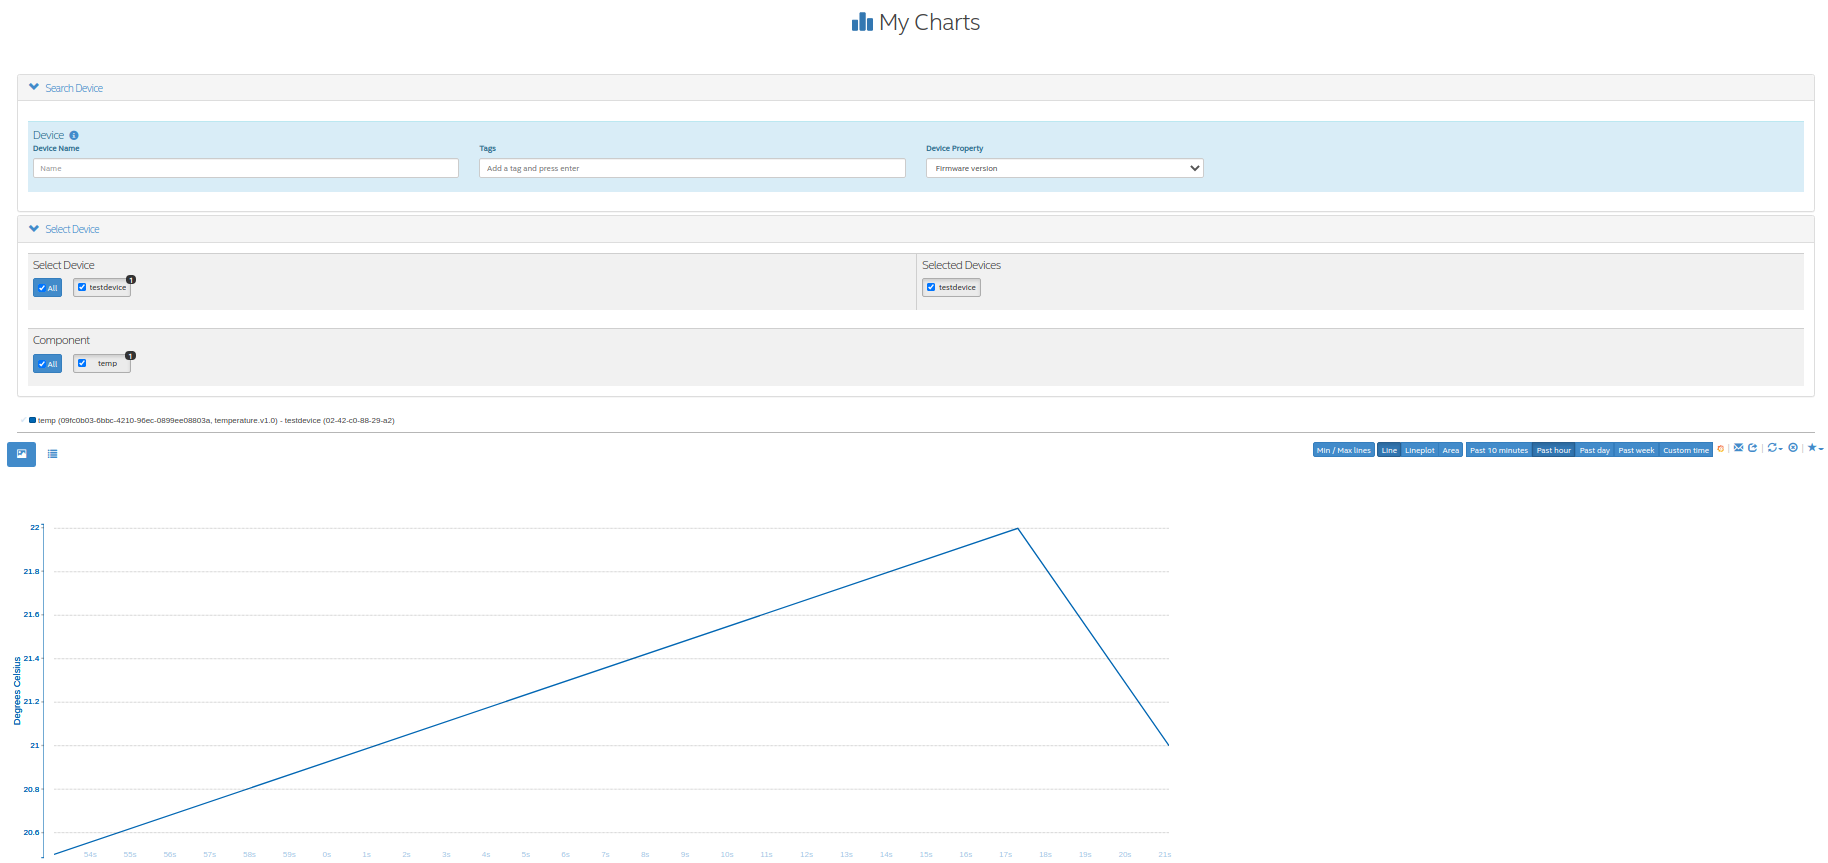 My Charts
Search Device
Device
Device Name Tags Device Property
Name Add a tag and press enter Firmware version
Select Device
Select Device Selected Devices
All testdevice 1 testdevice
Component
All temp 1
temp (09fc0b03-6bbc-4210-96ec-0899ee08803a, temperature.v1.0) - testdevice (02-42-c0-88-29-a2)
Min / Max lines Line Lineplot Area Past 10 minutes Past hour Past day Past week Custom time
22
21.8
21.6
21.4
21.2
21
20.8
20.6
Degrees Celsius
54s 55s 56s 57s 58s 59s 0s 1s 2s 3s 4s 5s 6s 7s 8s 9s 10s 11s 12s 13s 14s 15s 16s 17s 18s 19s 20s 21s